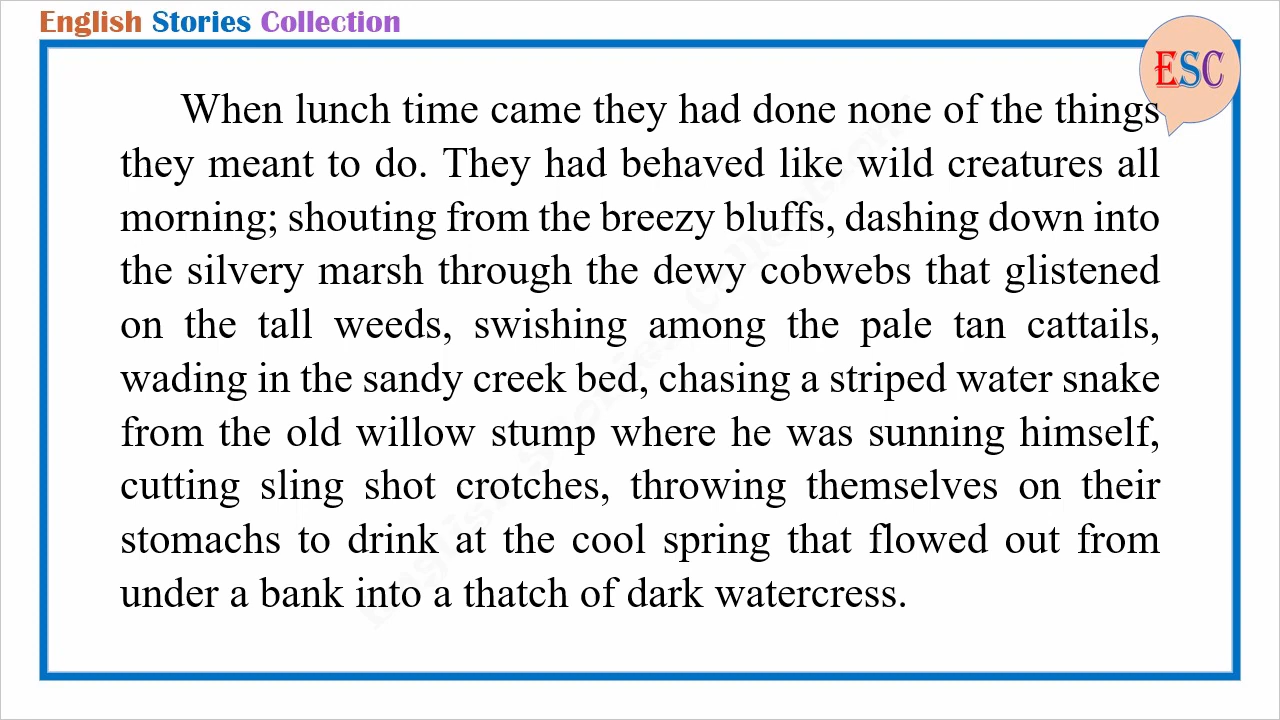 English Stories Collection
ESC
When lunch time came they had done none of the things
they meant to do. They had behaved like wild creatures all
morning; shouting from the breezy bluffs, dashing down into
the silvery marsh through the dewy cobwebs that glistened
on the tall weeds, swishing among the pale tan cattails,
wading in the sandy creek bed, chasing a striped water snake
from the old willow stump where he was sunning himself,
cutting sling shot crotches, throwing themselves on their
stomachs to drink at the cool spring that flowed out from
under a bank into a thatch of dark watercress.